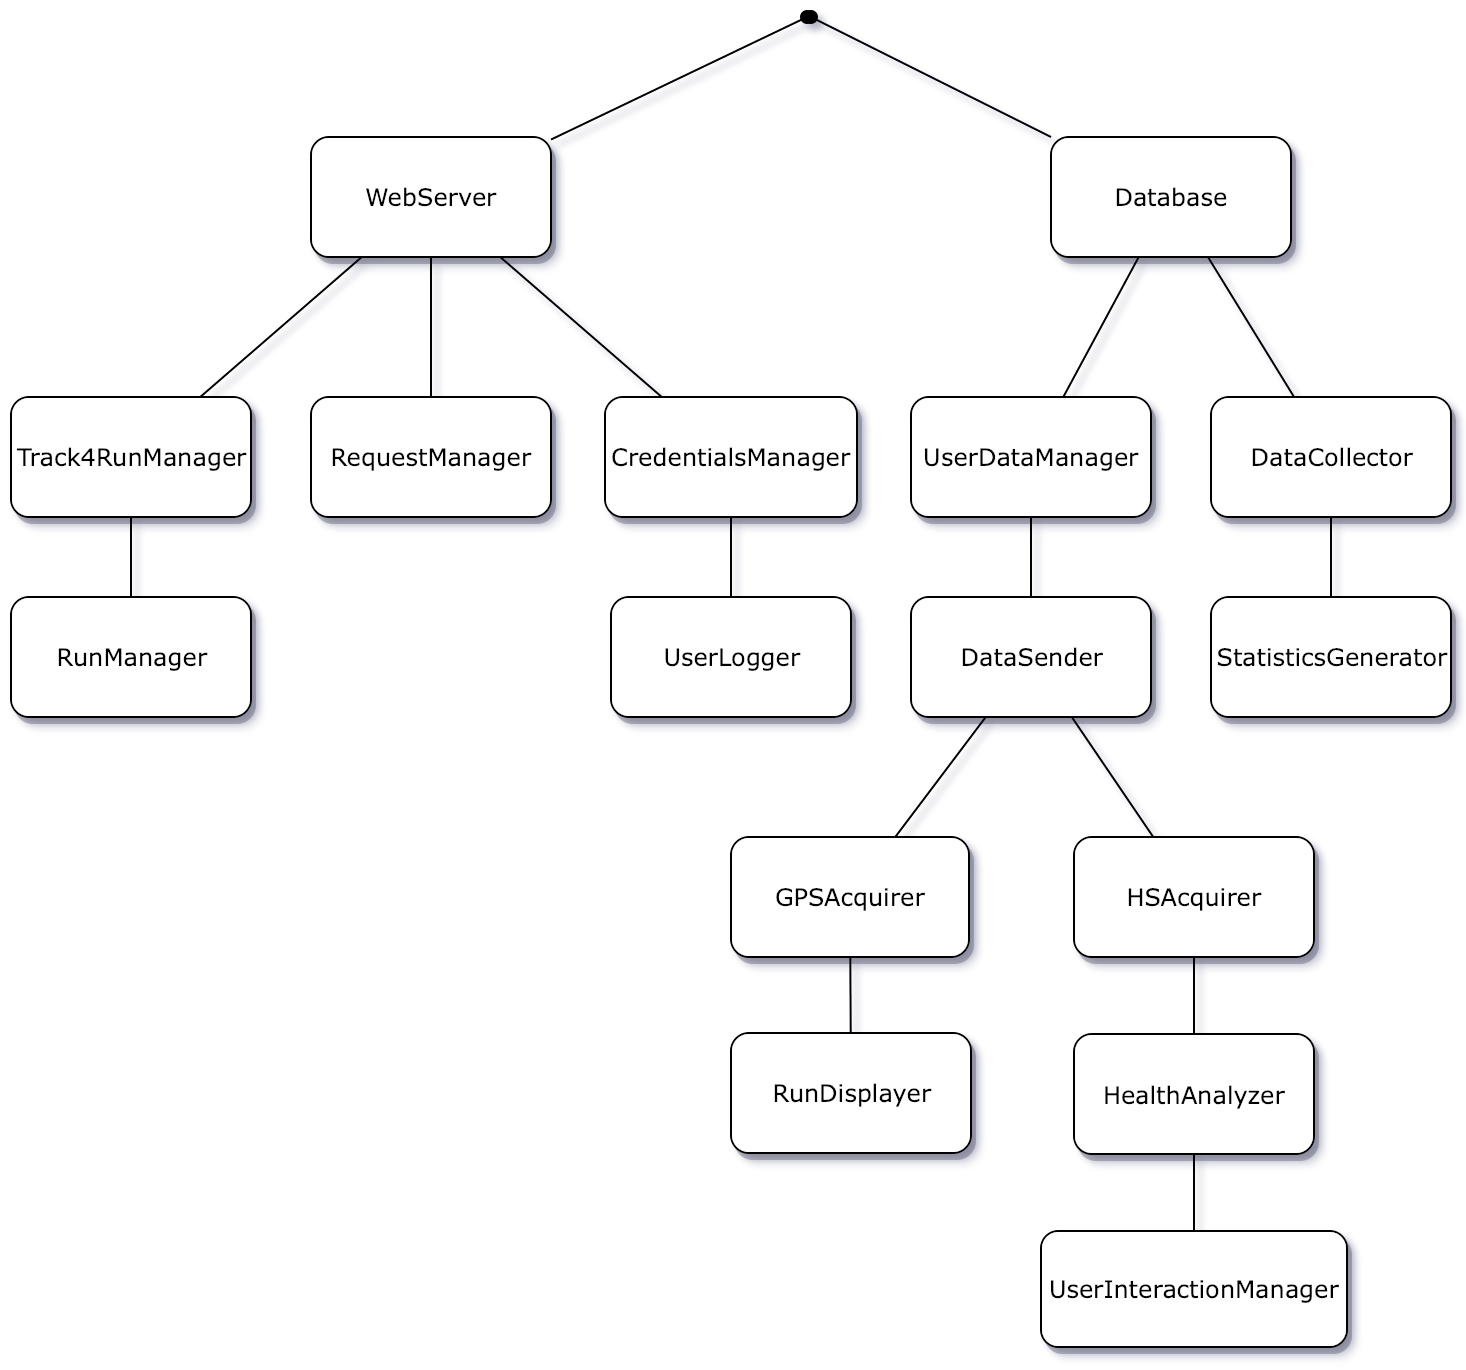 WebServer
Database
Track4RunManager
RequestManager
CredentialsManager
UserDataManager
DataCollector
RunManager
UserLogger
DataSender
StatisticsGenerator
GPSAcquirer
HSAcquirer
RunDisplayer
HealthAnalyzer
UserInteractionManager